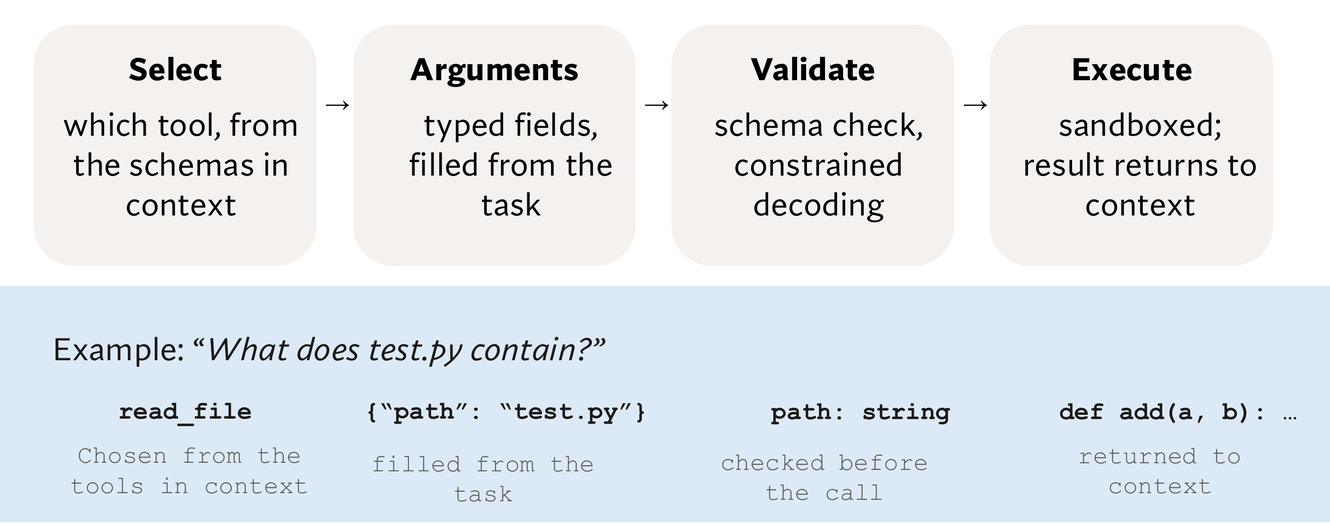 Select
which tool, from
the schemas in
context
→
Arguments
typed fields,
filled from the
task
→
Validate
schema check,
constrained
decoding
→
Execute
sandboxed;
result returns to
context
Example: “What does test.py contain?”
read_file
Chosen from the
tools in context
{“path”: “test.py”}
filled from the
task
path: string
checked before
the call
def add(a, b): …
returned to
context